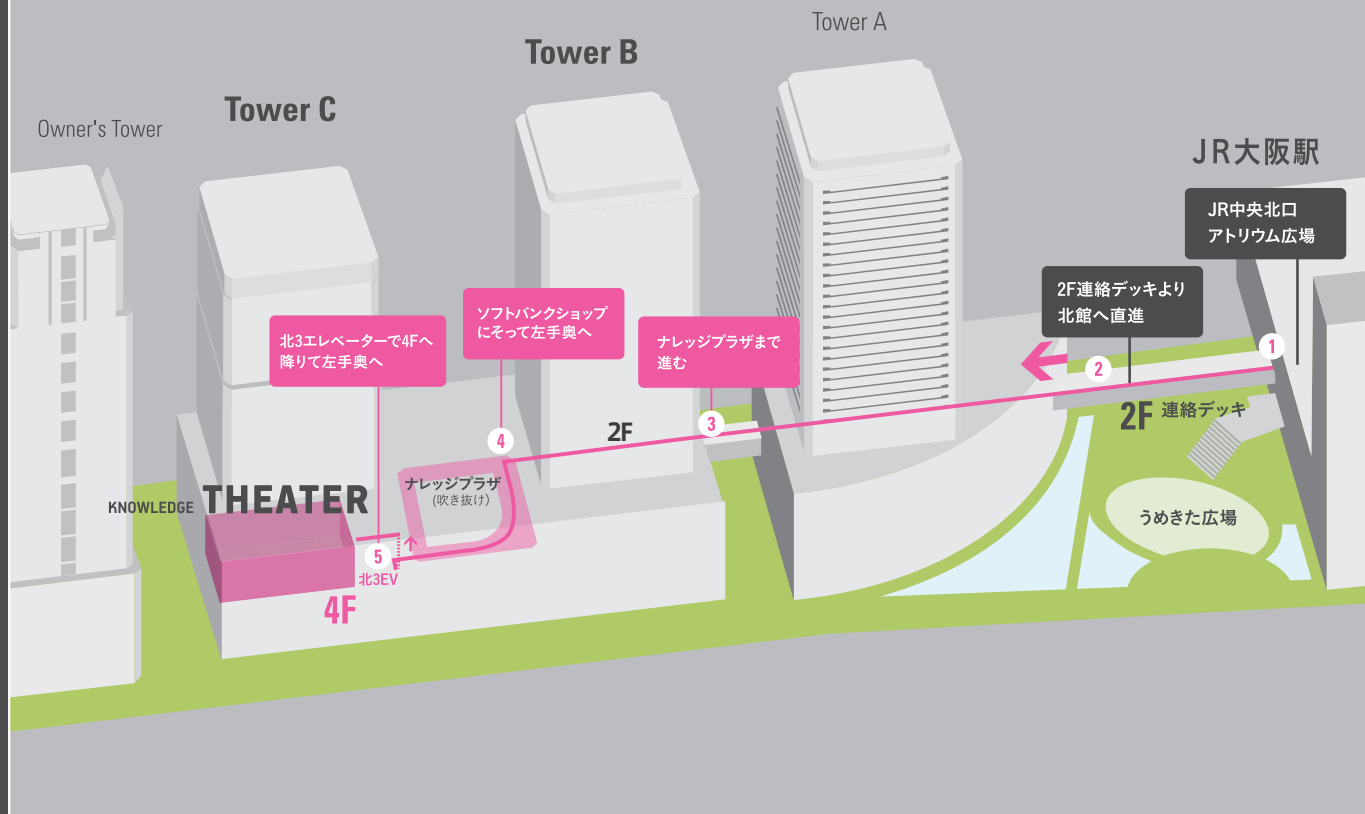 Tower A
Tower B
Tower C
Owner's Tower
JR大阪駅
JR中央北口
アトリウム広場
2F連絡デッキより
北館へ直進
ナレッジプラザまで
進む
ソフトバンクショップ
にそって左手奥へ
北3エレベーターで4Fへ
降りて左手奥へ
1
2
2F 連絡デッキ
3
2F
4
ナレッジプラザ
(吹き抜け)
KNOWLEDGE THEATER
うめきた広場
5
北3EV
4F